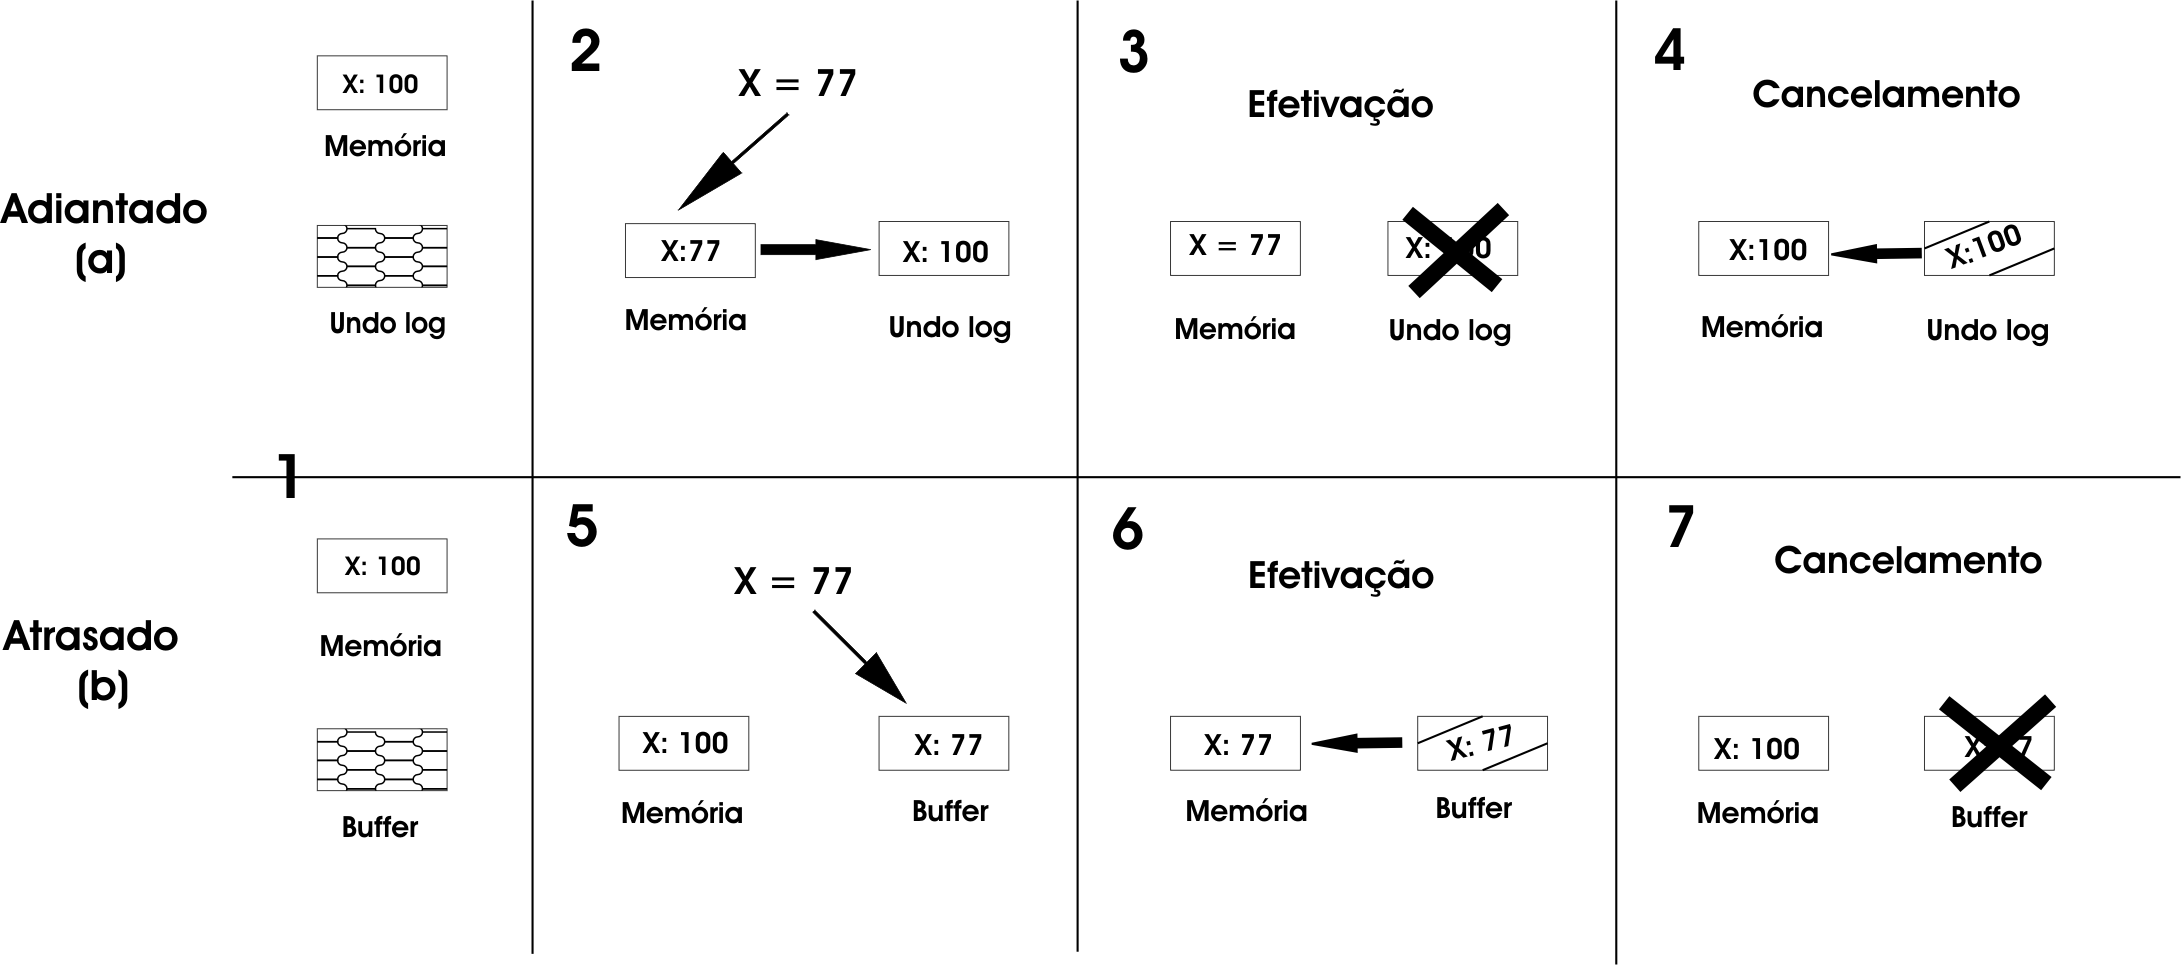 Adiantado
(a)
X: 100
Memória
Undo log
2
X = 77
X:77
X: 100
Memória
Undo log
3
Efetivação
X = 77
X:
0
Memória
Undo log
4
Cancelamento
X:100
X:100
Memória
Undo log
1
Atrasado
(b)
X: 100
Memória
Buffer
5
X = 77
X: 100
X: 77
Memória
Buffer
6
Efetivação
X: 77
X: 77
Memória
Buffer
7
Cancelamento
X: 100
X
7
Memória
Buffer